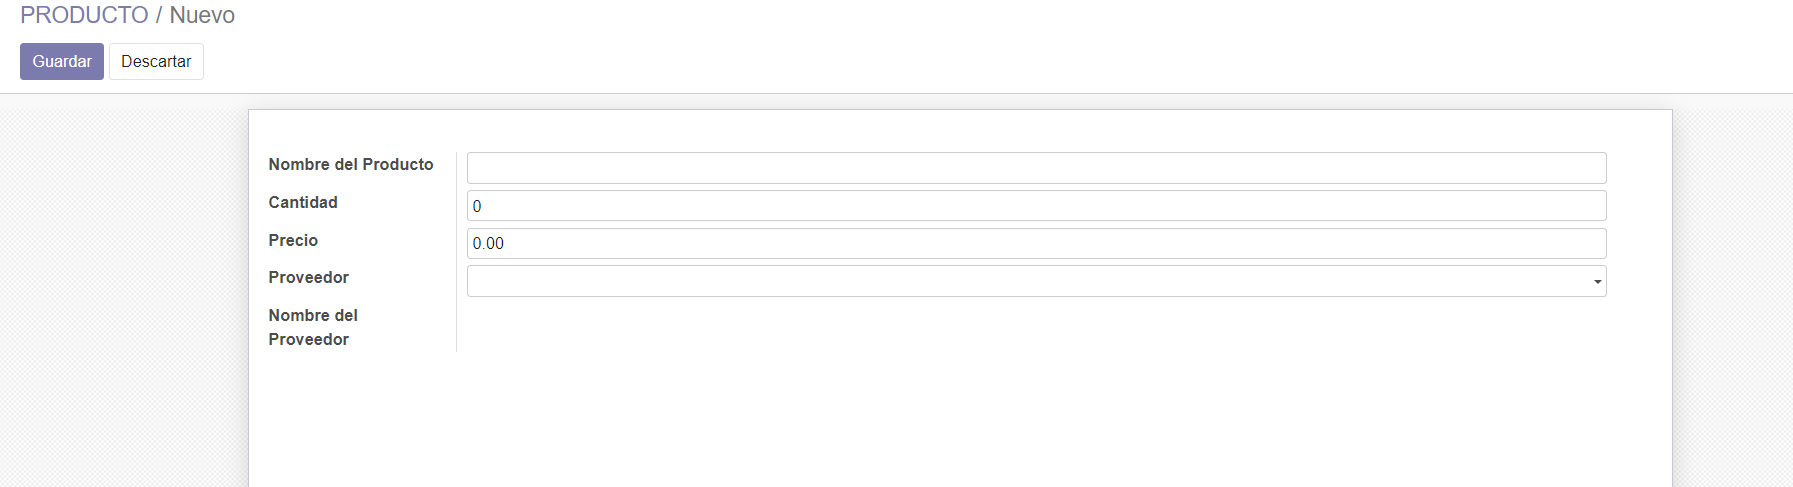 PRODUCTO / Nuevo
Guardar Descartar
Nombre del Producto
Cantidad 0
Precio 0.00
Proveedor
Nombre del
Proveedor